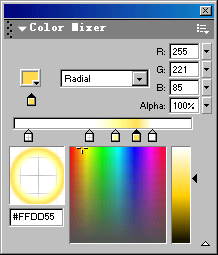 Color Mixer
R: 255
Radial
G: 221
B: 85
Alpha: 100%
#FFDD55